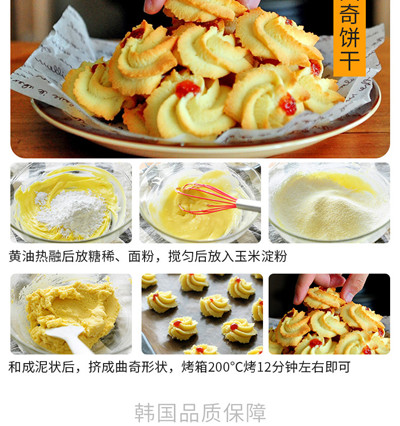 奇饼干
黄油热融后放糖稀、面粉，搅匀后放入玉米淀粉
和成泥状后，挤成曲奇形状，烤箱200℃烤12分钟左右即可
韩国品质保障